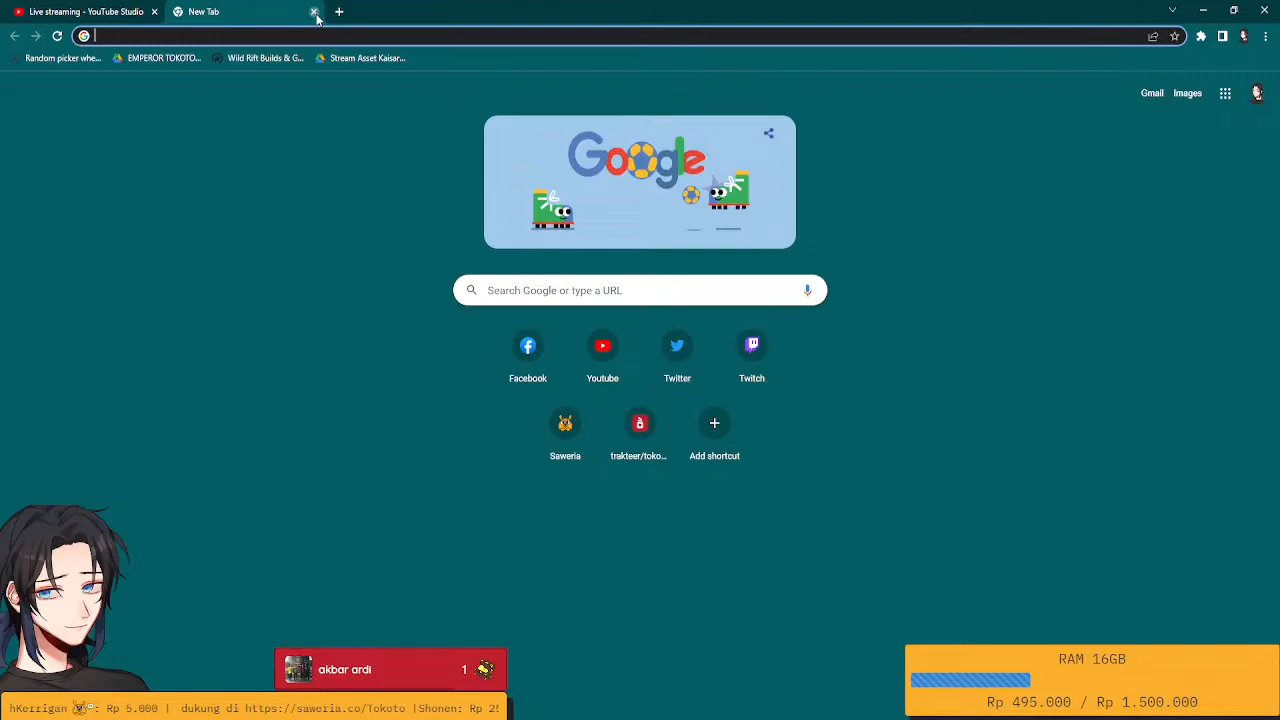 Live streaming - YouTube Studio
New Tab
Random picker whe...
EMPEROR TOKOTO...
Wild Rift Builds & G...
Stream Asset Kaisar...
Gmail
Images
Google
Search Google or type a URL
Facebook
Youtube
Twitter
Twitch
Saweria
trakteer/toko...
Add shortcut
akbar ardi
1
RAM 16GB
Rp 495.000 / Rp 1.500.000
hKerrigan : Rp 5.000 | dukung di https://saweria.co/Tokoto |Shonen: Rp 25